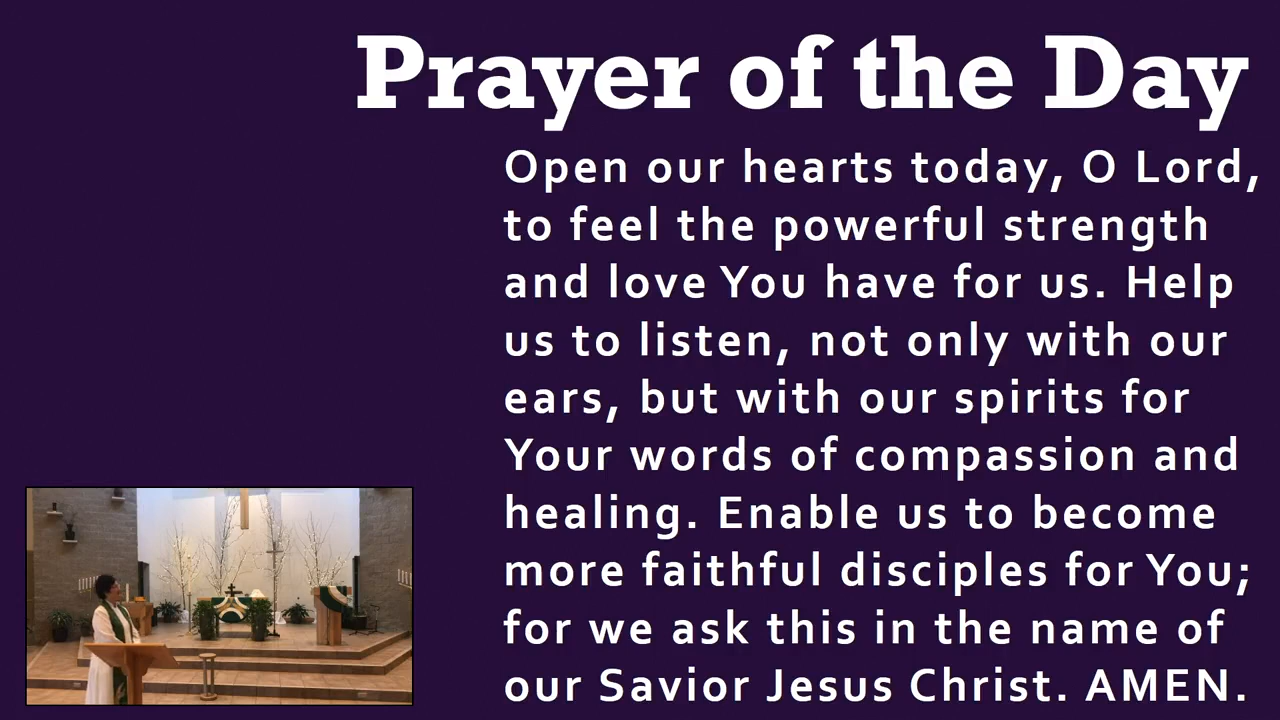 Prayer of the Day
Open our hearts today, O Lord,
to feel the powerful strength
and love You have for us. Help
us to listen, not only with our
ears, but with our spirits for
Your words of compassion and
healing. Enable us to become
more faithful disciples for You;
for we ask this in the name of
our Savior Jesus Christ. AMEN.